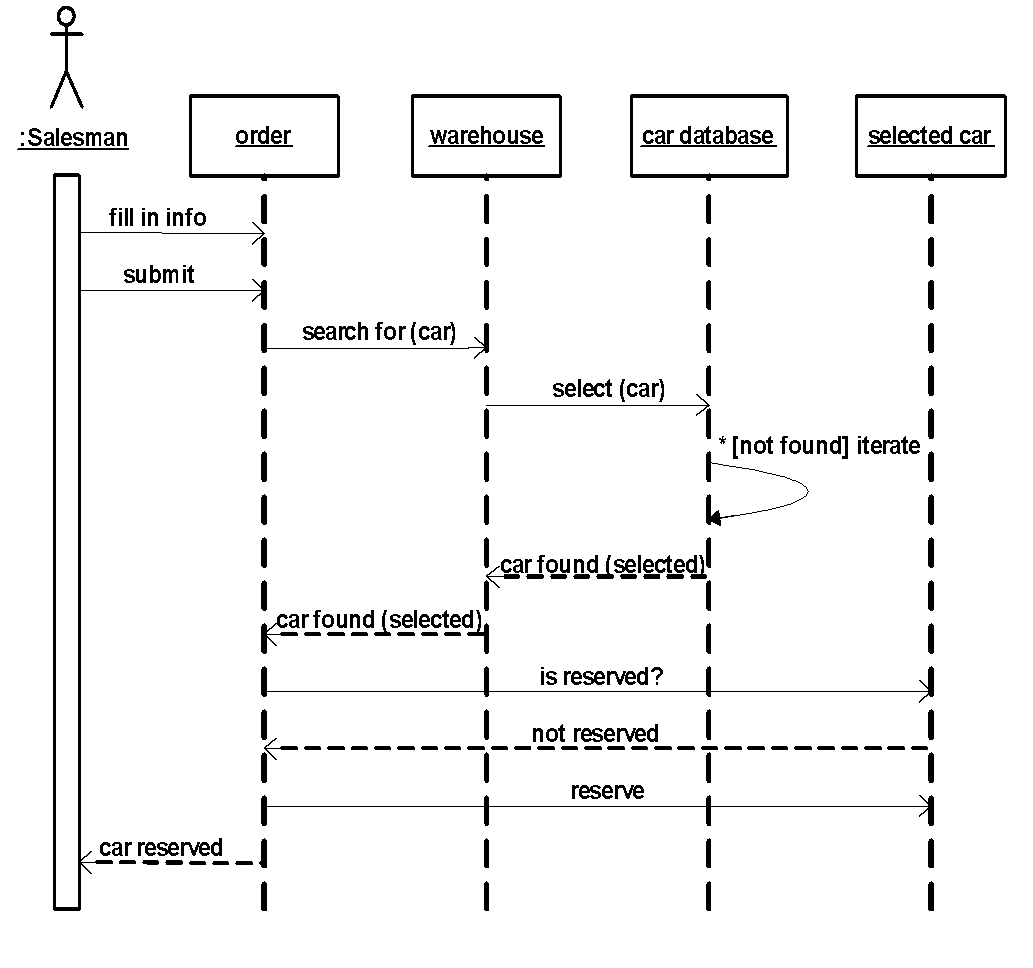 :Salesman
order
warehouse
car database
selected car
fill in info
submit
search for (car)
select (car)
* [not found] iterate
car found (selected)
car found (selected)
is reserved?
not reserved
reserve
car reserved